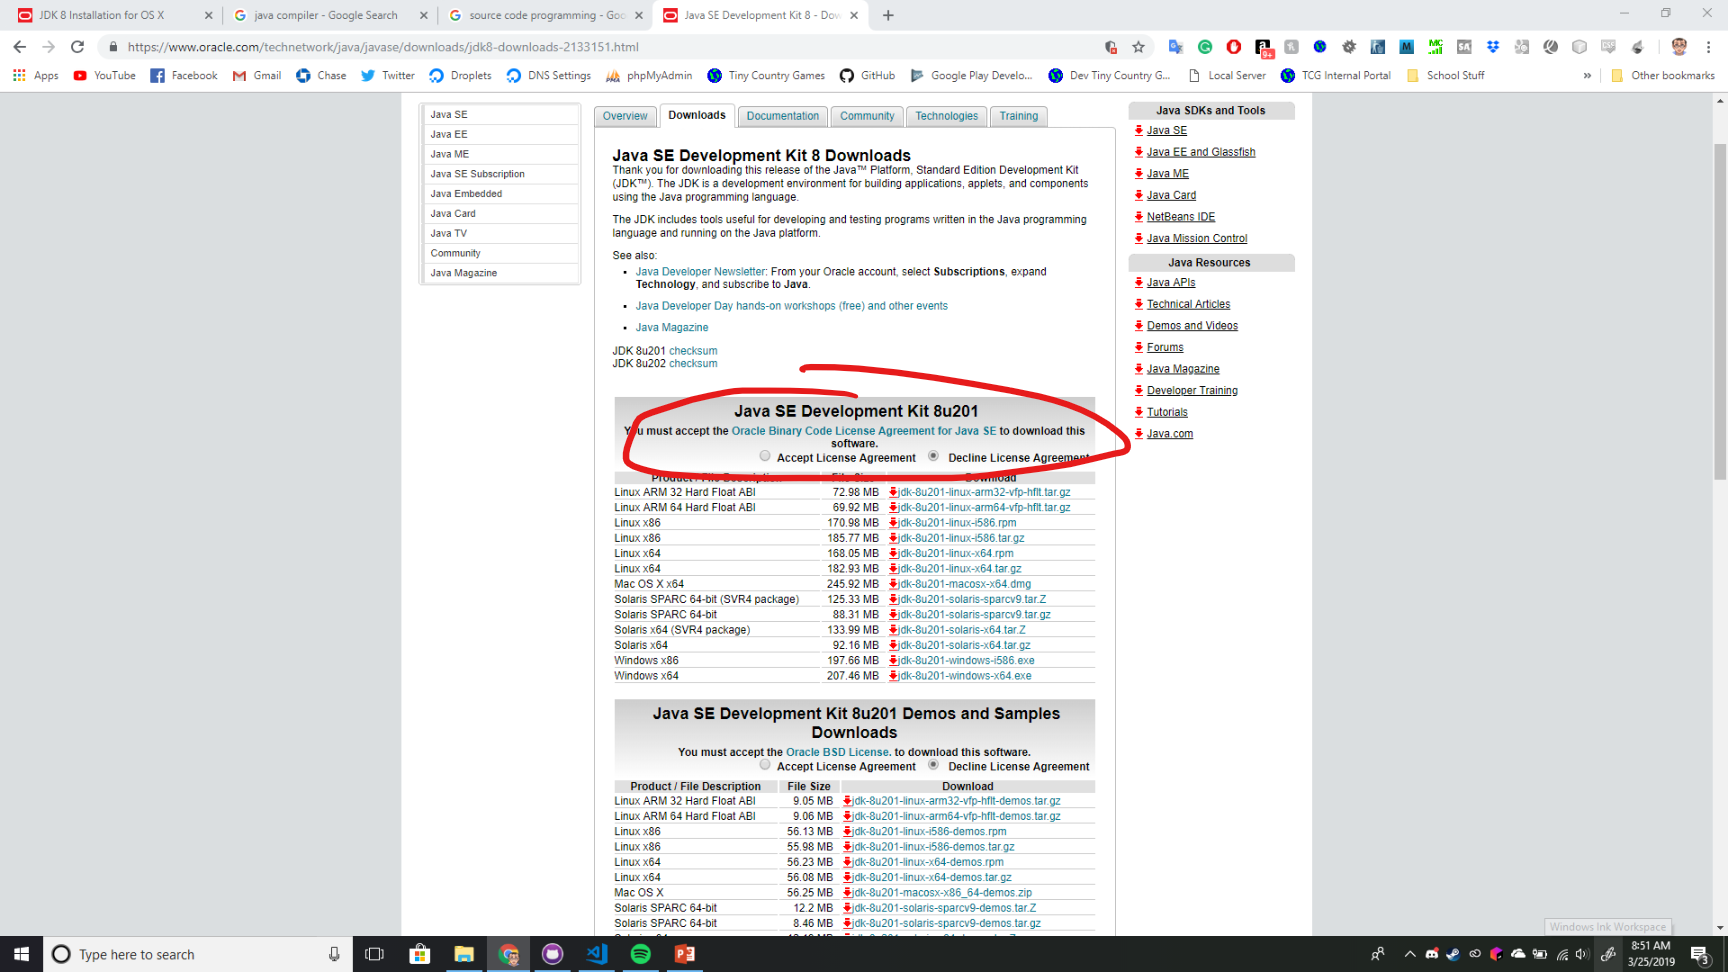 JDK 8 Installation for OS X
java compiler - Google Search
source code programming - Goo
Java SE Development Kit 8 - Dow
https://www.oracle.com/technetwork/java/javase/downloads/jdk8-downloads-2133151.html
Apps YouTube Facebook Gmail Chase Twitter Droplets DNS Settings phpMyAdmin Tiny Country Games GitHub Google Play Develo... Dev Tiny Country G... Local Server TCG Internal Portal School Stuff » Other bookmarks
Java SE
Java EE
Java ME
Java SE Subscription
Java Embedded
Java Card
Java TV
Community
Java Magazine
Overview Downloads Documentation Community Technologies Training
Java SE Development Kit 8 Downloads
Thank you for downloading this release of the Java™ Platform, Standard Edition Development Kit
(JDK™). The JDK is a development environment for building applications, applets, and components
using the Java programming language.
The JDK includes tools useful for developing and testing programs written in the Java programming
language and running on the Java platform.
See also:
Java Developer Newsletter: From your Oracle account, select Subscriptions, expand
Technology, and subscribe to Java.
Java Developer Day hands-on workshops (free) and other events
Java Magazine
JDK 8u201 checksum
JDK 8u202 checksum
Java SE Development Kit 8u201
You must accept the Oracle Binary Code License Agreement for Java SE to download this
software.
Accept License Agreement Decline License Agreement
Product / File Description File Size Download
Linux ARM 32 Hard Float ABI 72.98 MB jdk-8u201-linux-arm32-vfp-hflt.tar.gz
Linux ARM 64 Hard Float ABI 69.92 MB jdk-8u201-linux-arm64-vfp-hflt.tar.gz
Linux x86 170.98 MB jdk-8u201-linux-i586.rpm
Linux x86 185.77 MB jdk-8u201-linux-i586.tar.gz
Linux x64 168.05 MB jdk-8u201-linux-x64.rpm
Linux x64 182.93 MB jdk-8u201-linux-x64.tar.gz
Mac OS X x64 245.92 MB jdk-8u201-macosx-x64.dmg
Solaris SPARC 64-bit (SVR4 package) 125.33 MB jdk-8u201-solaris-sparcv9.tar.Z
Solaris SPARC 64-bit 88.31 MB jdk-8u201-solaris-sparcv9.tar.gz
Solaris x64 (SVR4 package) 133.99 MB jdk-8u201-solaris-x64.tar.Z
Solaris x64 92.16 MB jdk-8u201-solaris-x64.tar.gz
Windows x86 197.66 MB jdk-8u201-windows-i586.exe
Windows x64 207.46 MB jdk-8u201-windows-x64.exe
Java SE Development Kit 8u201 Demos and Samples
Downloads
You must accept the Oracle BSD License. to download this software.
Accept License Agreement Decline License Agreement
Product / File Description File Size Download
Linux ARM 32 Hard Float ABI 9.05 MB jdk-8u201-linux-arm32-vfp-hflt-demos.tar.gz
Linux ARM 64 Hard Float ABI 9.06 MB jdk-8u201-linux-arm64-vfp-hflt-demos.tar.gz
Linux x86 56.13 MB jdk-8u201-linux-i586-demos.rpm
Linux x86 55.98 MB jdk-8u201-linux-i586-demos.tar.gz
Linux x64 56.23 MB jdk-8u201-linux-x64-demos.rpm
Linux x64 56.08 MB jdk-8u201-linux-x64-demos.tar.gz
Mac OS X 56.25 MB jdk-8u201-macosx-x86_64-demos.zip
Solaris SPARC 64-bit 12.2 MB jdk-8u201-solaris-sparcv9-demos.tar.Z
Solaris SPARC 64-bit 8.46 MB jdk-8u201-solaris-sparcv9-demos.tar.gz
Java SDKs and Tools
Java SE
Java EE and Glassfish
Java ME
Java Card
NetBeans IDE
Java Mission Control
Java Resources
Java APIs
Technical Articles
Demos and Videos
Forums
Java Magazine
Developer Training
Tutorials
Java.com
Windows Ink Workspace
Type here to search
8:51 AM
3/25/2019